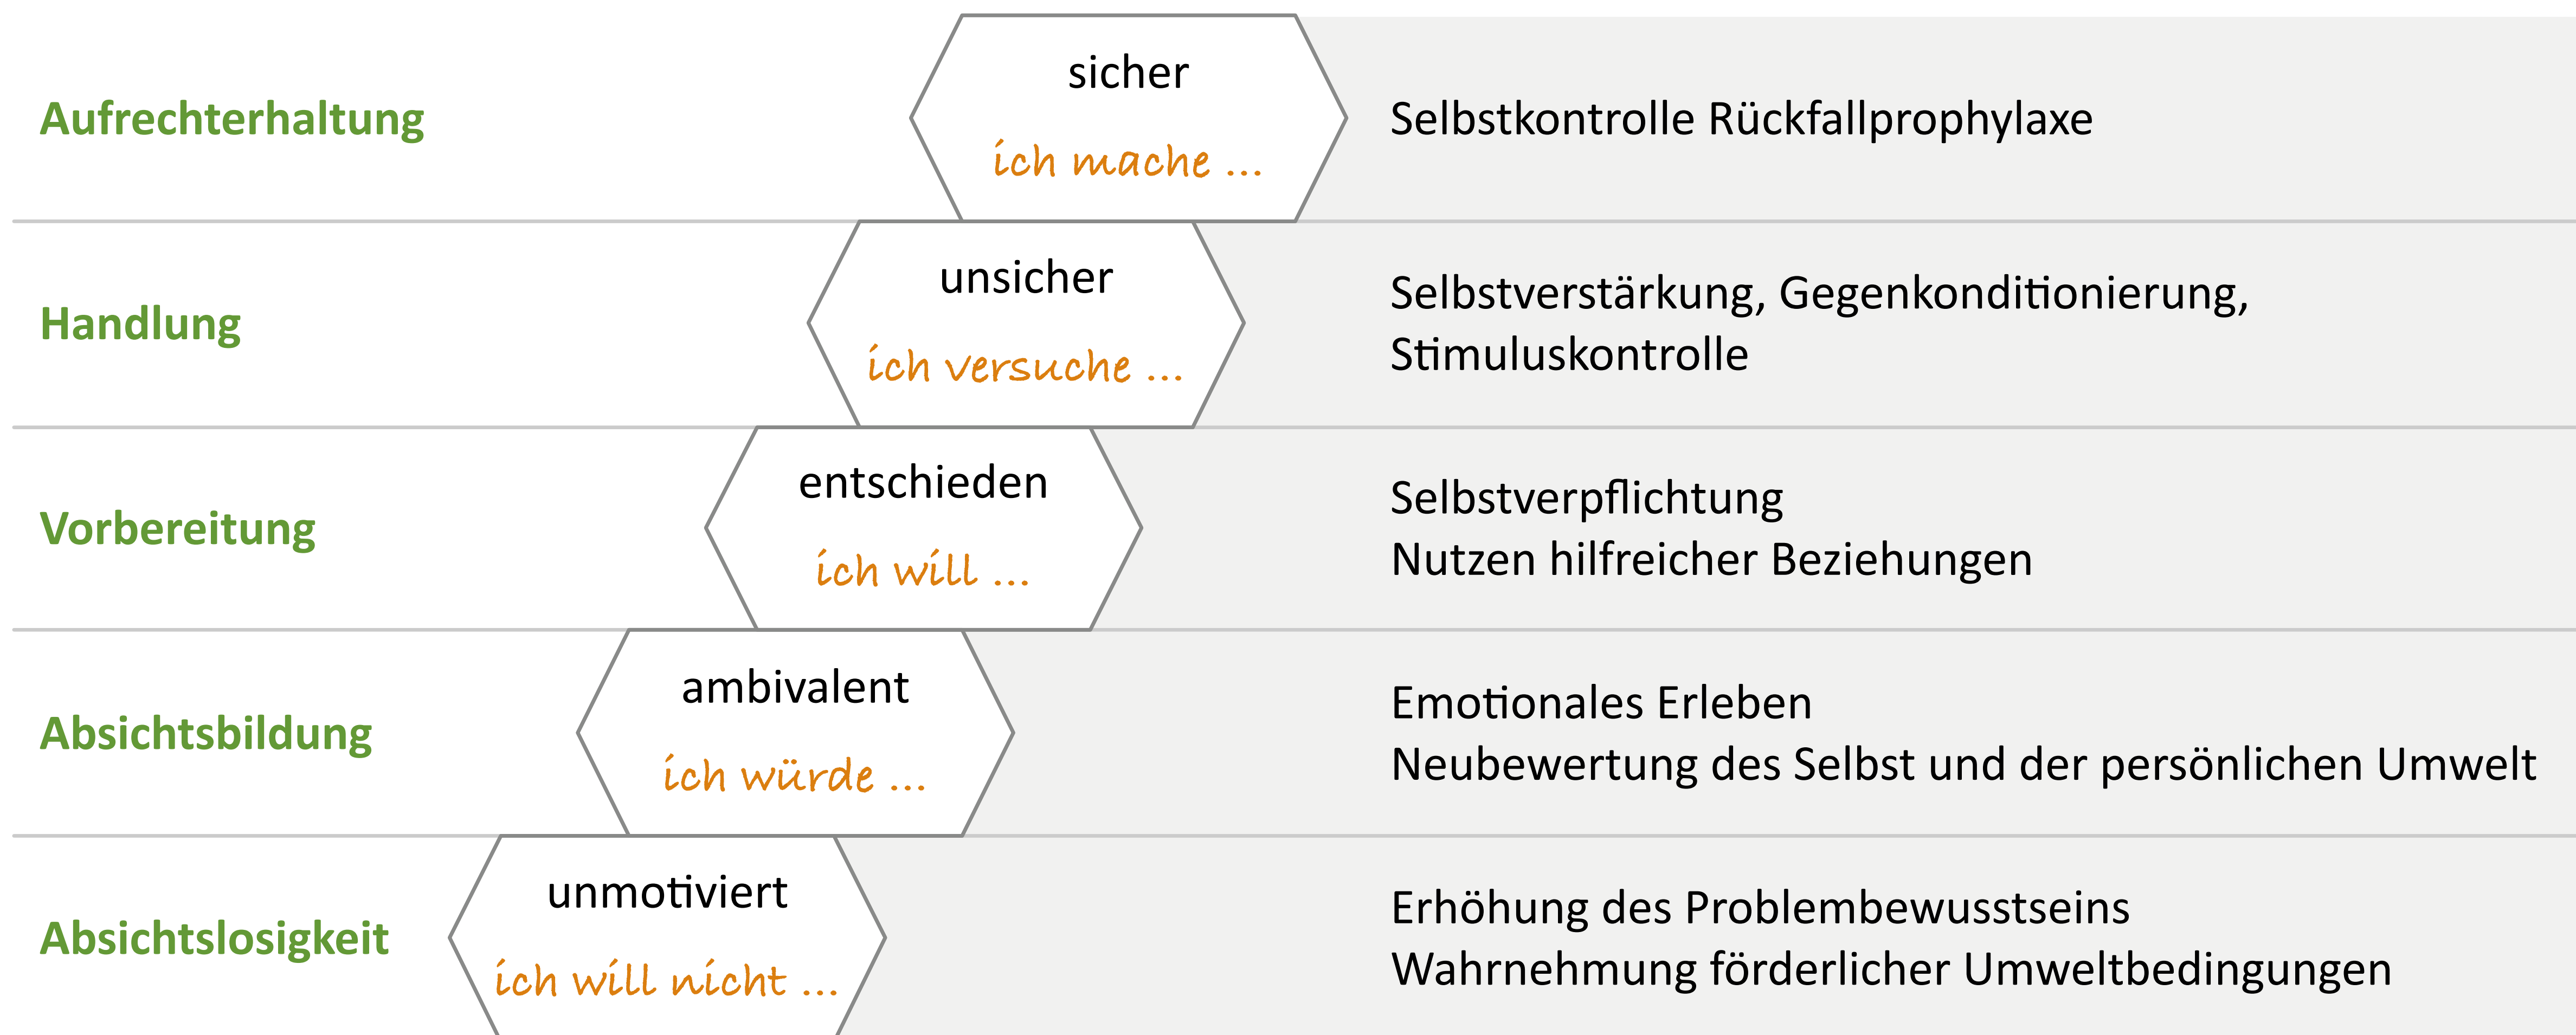 Aufrechterhaltung
sicher
ich mache ...
Selbstkontrolle Rückfallprophylaxe
Handlung
unsicher
ich versuche ...
Selbstverstärkung, Gegenkonditionierung,
Stimuluskontrolle
Vorbereitung
entschieden
ich will ...
Selbstverpflichtung
Nutzen hilfreicher Beziehungen
Absichtsbildung
ambivalent
ich würde ...
Emotionales Erleben
Neubewertung des Selbst und der persönlichen Umwelt
Absichtslosigkeit
unmotiviert
ich will nicht ...
Erhöhung des Problembewusstseins
Wahrnehmung förderlicher Umweltbedingungen